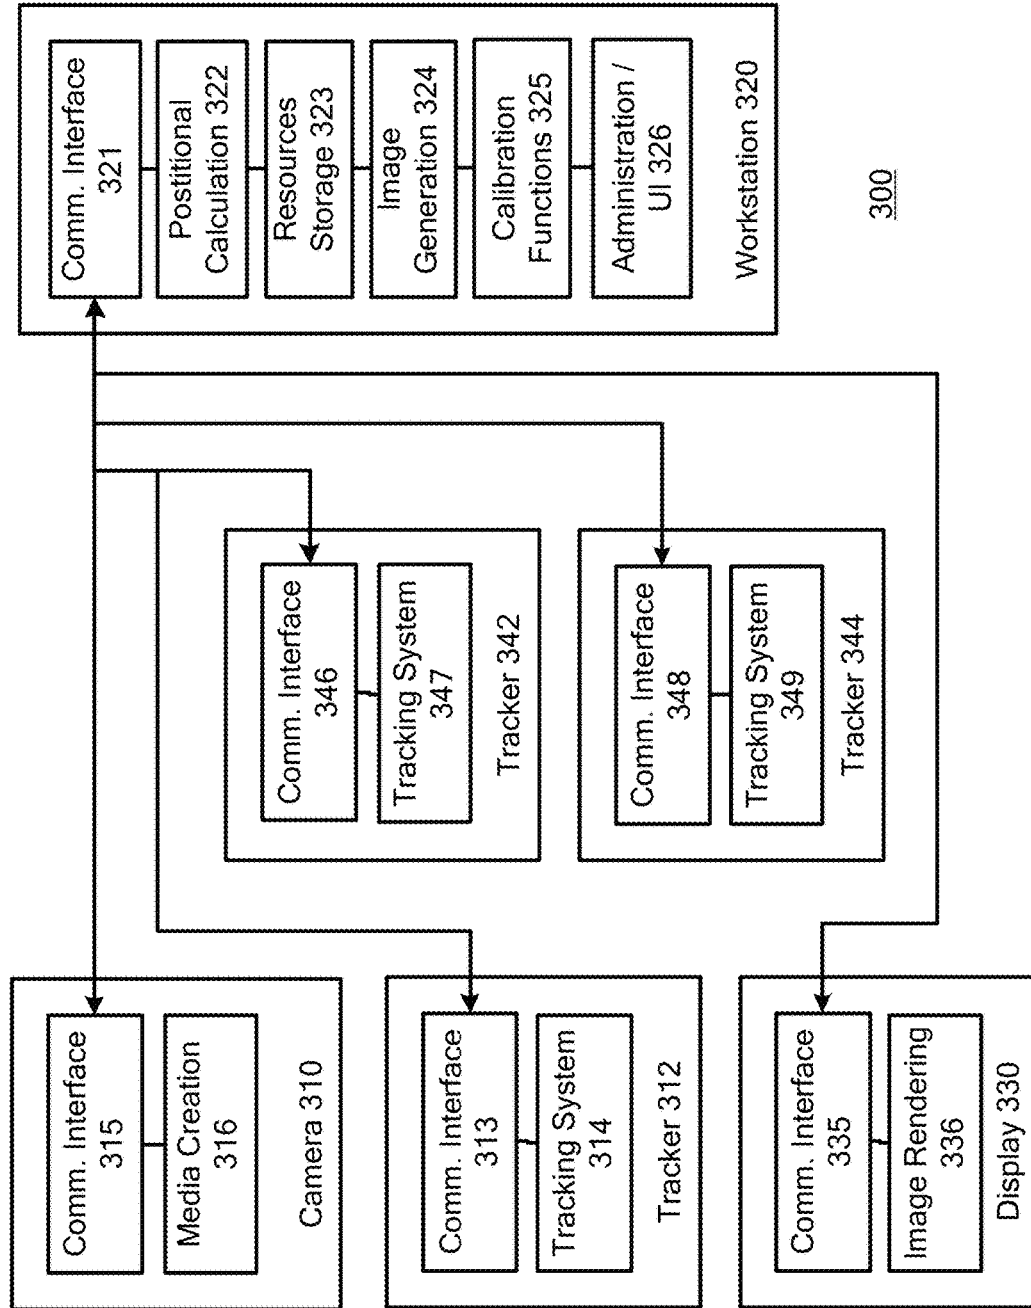 Comm. Interface
315
Media Creation
316
Camera 310
Comm. Interface
313
Tracking System
314
Tracker 312
Comm. Interface
335
Image Rendering
336
Display 330
Comm. Interface
346
Tracking System
347
Tracker 342
Comm. Interface
348
Tracking System
349
Tracker 344
Comm. Interface
321
Postitional
Calculation 322
Resources
Storage 323
Image
Generation 324
Calibration
Functions 325
Administration /
UI 326
Workstation 320
300